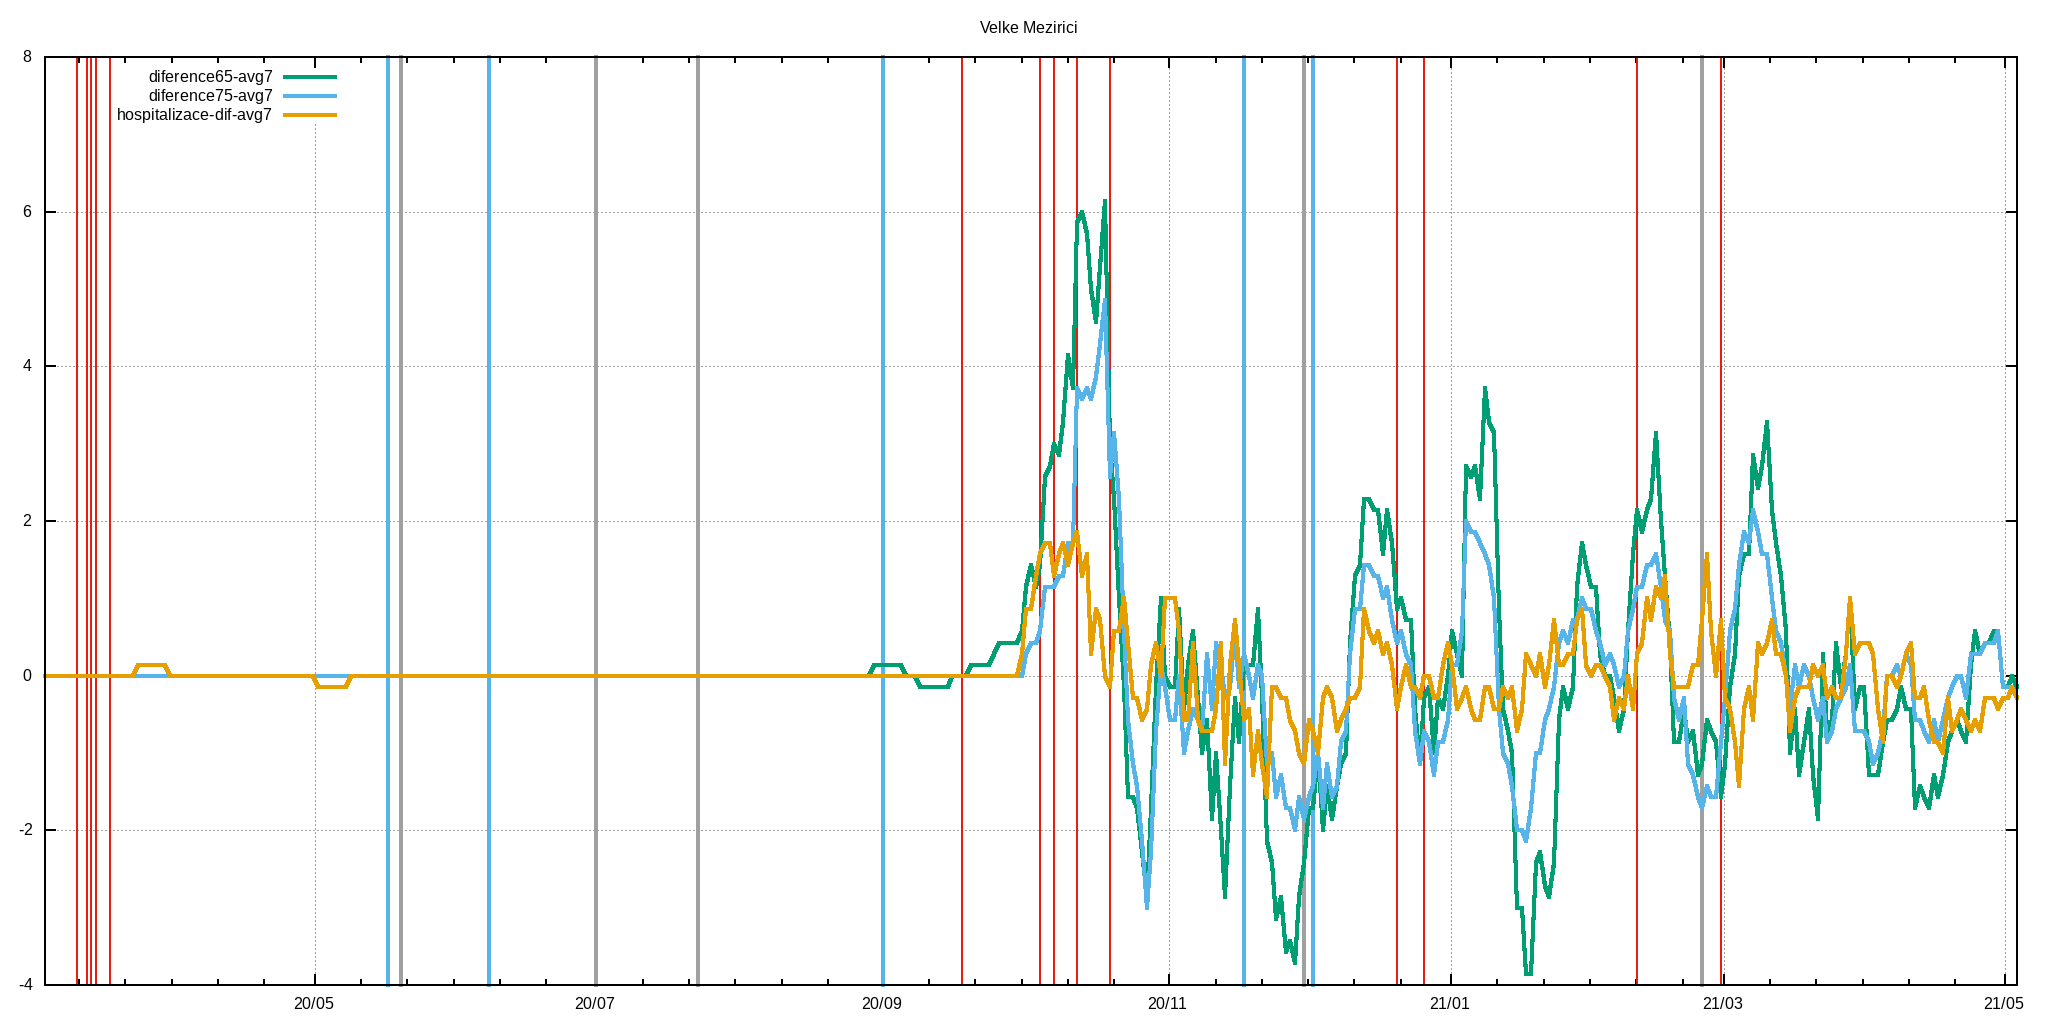 Velke Mezirici
8
diference65-avg7
diference75-avg7
hospitalizace-dif-avg7
6
4
2
0
-2
-4
20/05 20/07 20/09 20/11 21/01 21/03 21/05